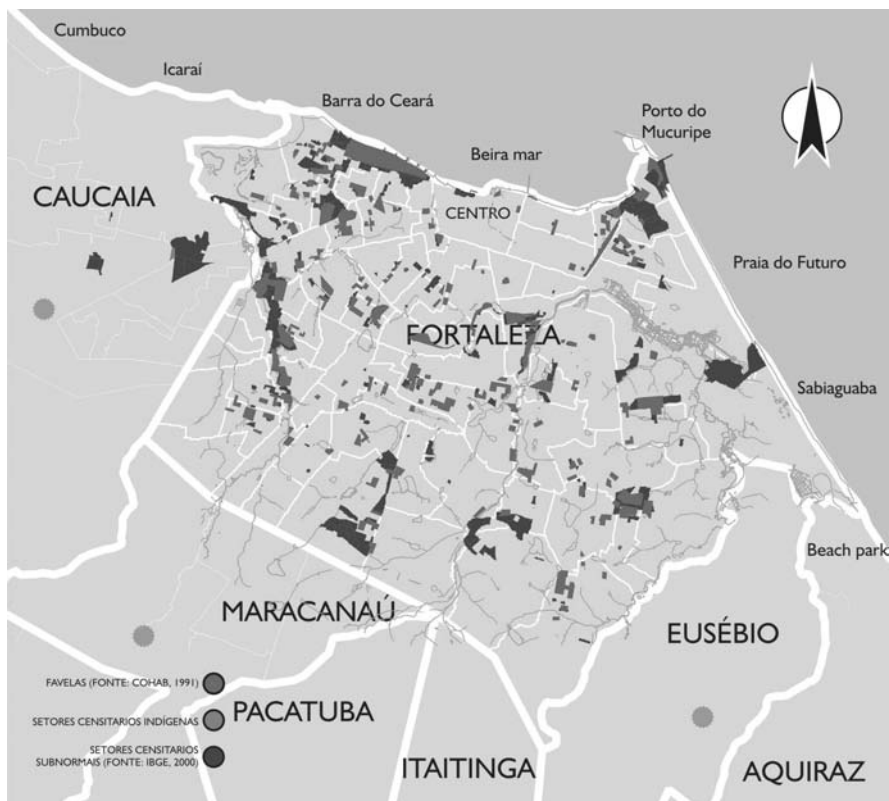 Cumbuco
Icaraí
Barra do Ceará
Porto do
Mucuripe
Beira mar
CAUCAIA
CENTRO
Praia do Futuro
FORTALEZA
Sabiaguaba
Beach park
MARACANAÚ
EUSÉBIO
FAVELAS (FONTE: COHAB, 1991)
SETORES CENSITARIOS INDÍGENAS
PACATUBA
SETORES CENSITARIOS
SUBNORMAIS (FONTE: IBGE, 2000)
ITAITINGA
AQUIRAZ